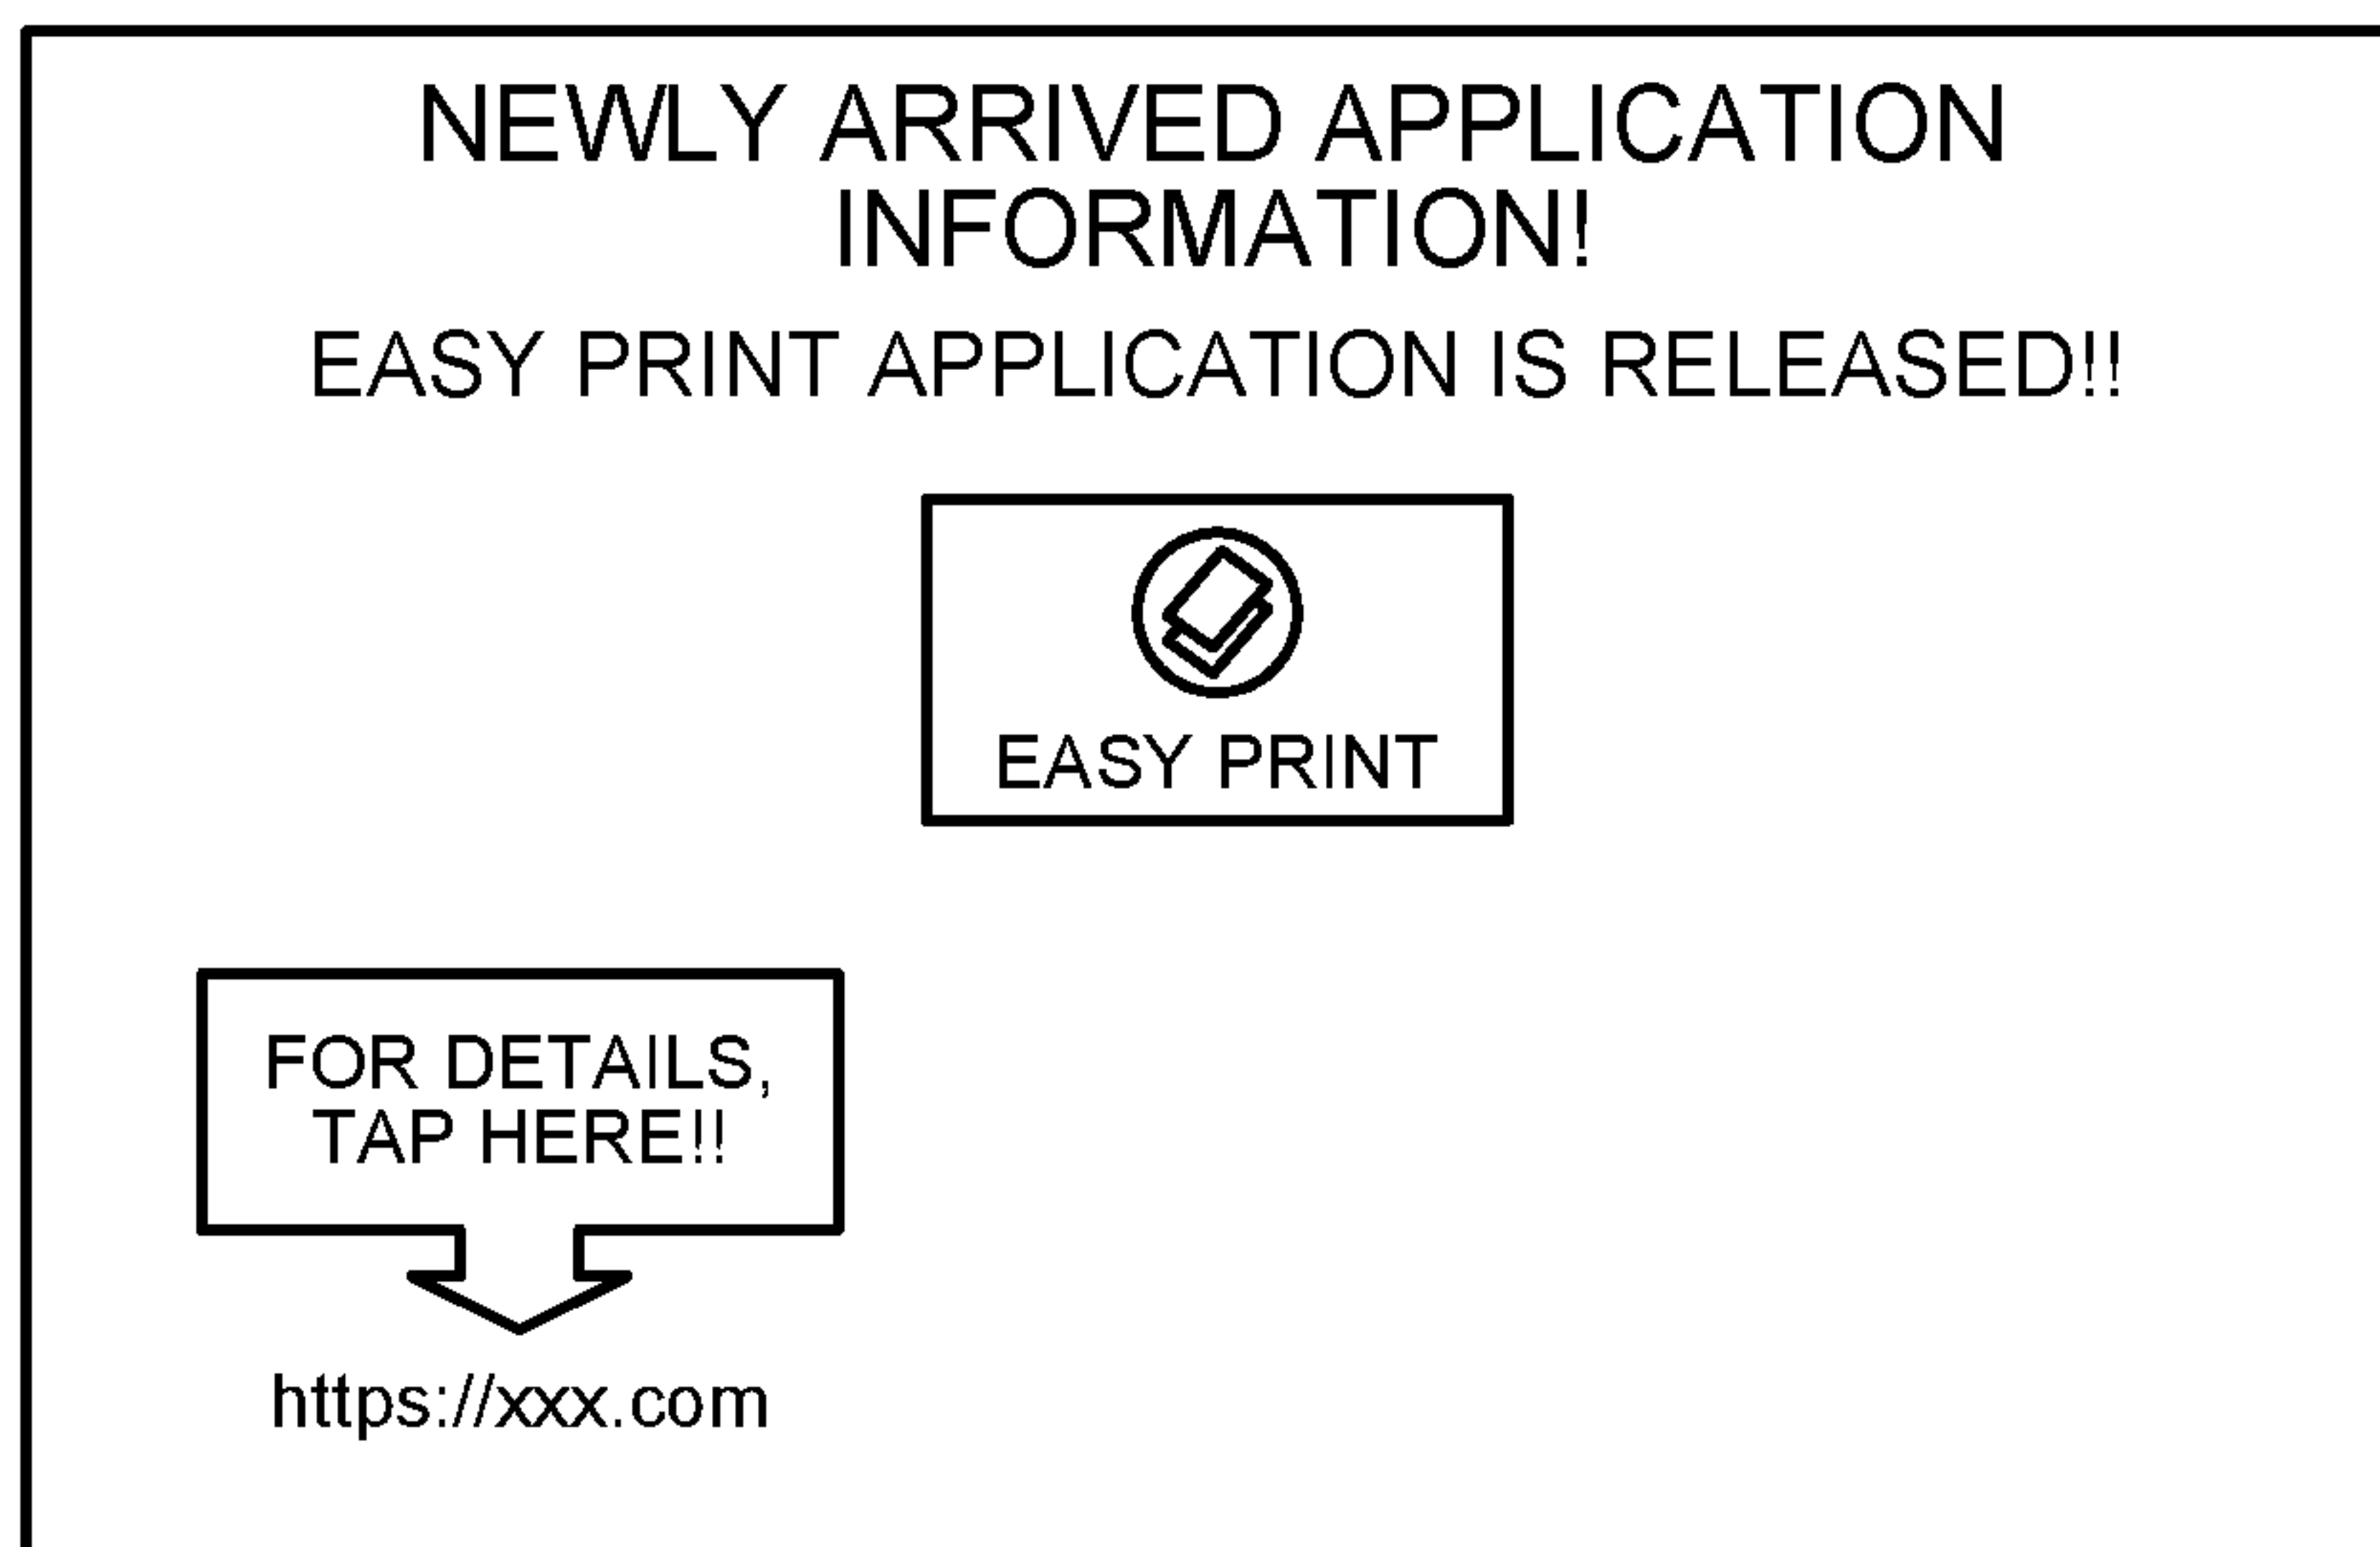 NEWLY ARRIVED APPLICATION
INFORMATION!
EASY PRINT APPLICATION IS RELEASED!!
EASY PRINT
FOR DETAILS,
TAP HERE!!
https://xxx.com